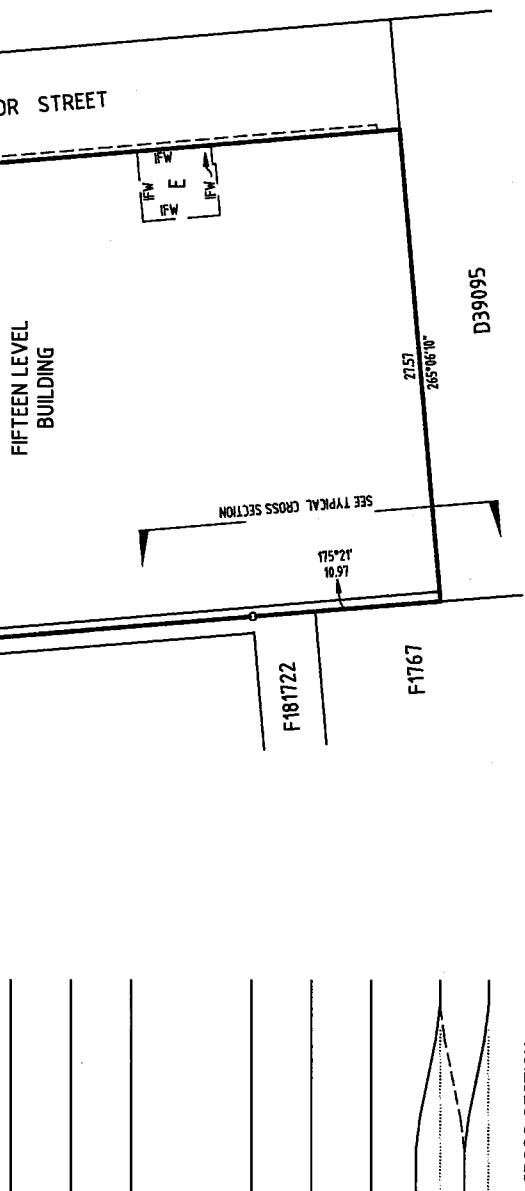 STREET
IFW
IFW
E
IFW
IFW
FIFTEEN LEVEL
BUILDING
D39095
27.57
265°06'10"
SEE TYPICAL CROSS SECTION
175°21'
10.97
F181722
F1767